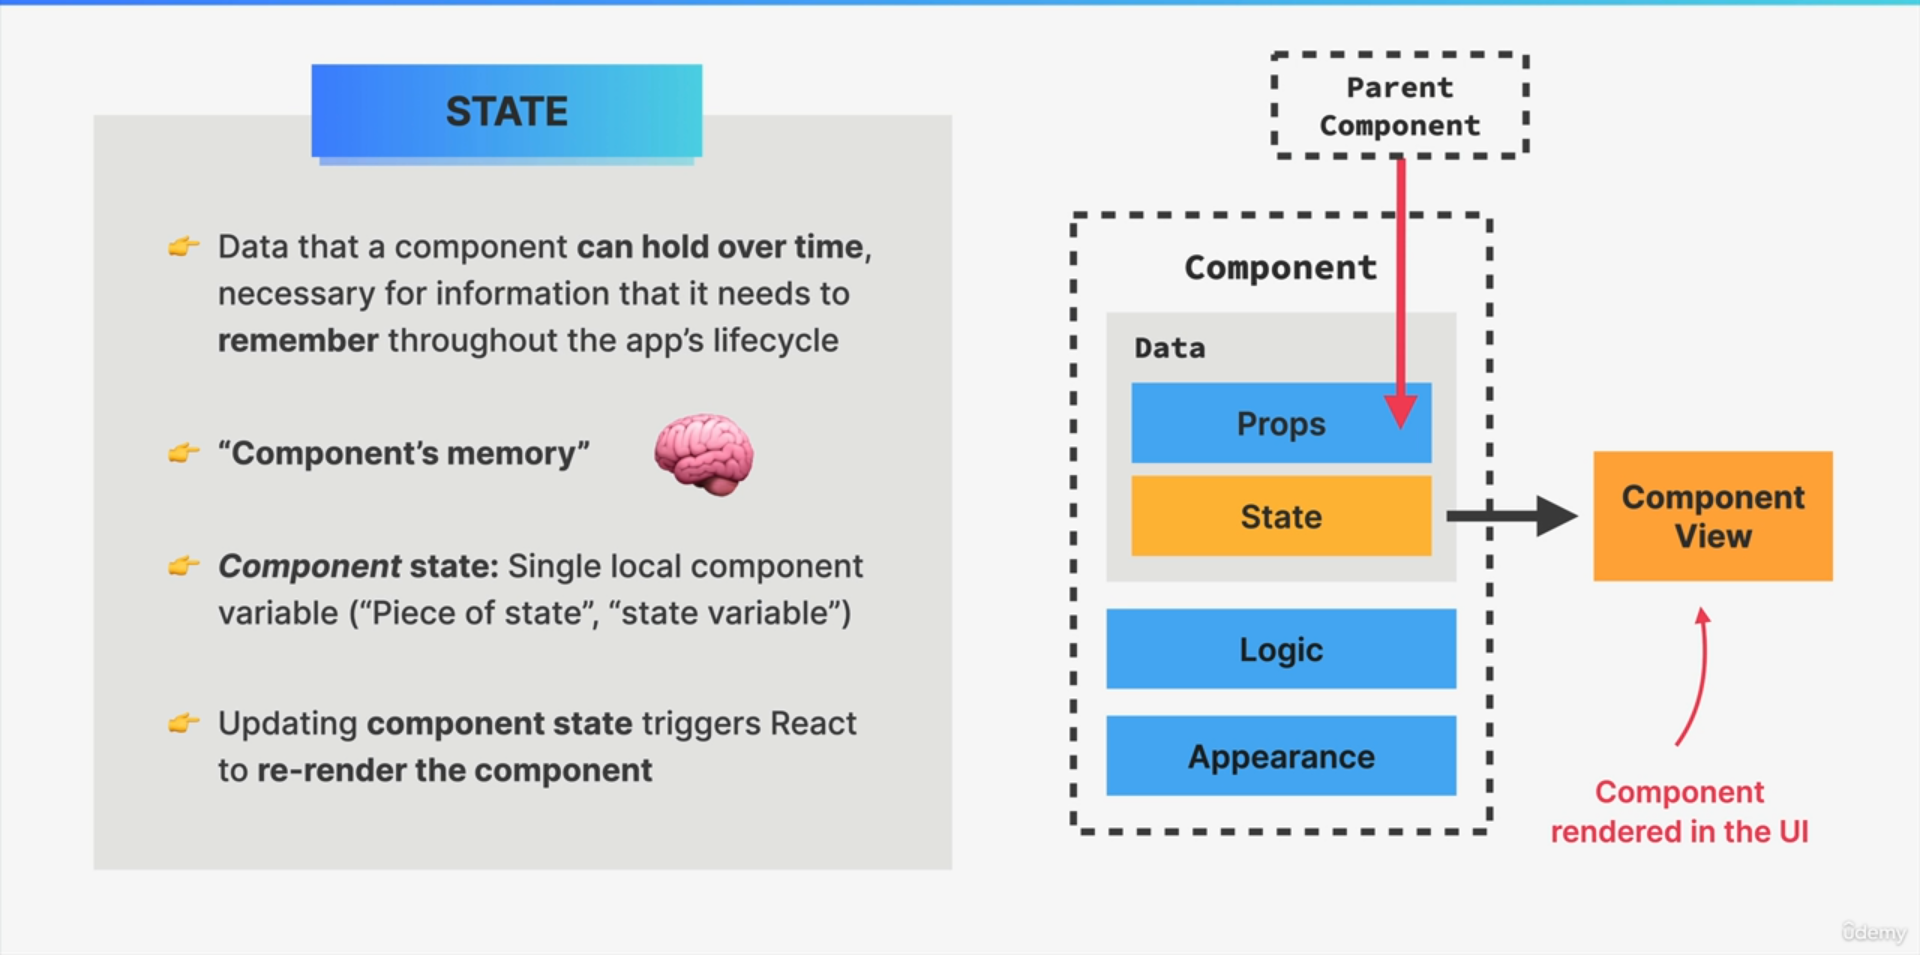 STATE
Data that a component can hold over time,
necessary for information that it needs to
remember throughout the app’s lifecycle
“Component’s memory”
Component state: Single local component
variable (“Piece of state”, “state variable”)
Updating component state triggers React
to re-render the component
Parent
Component
Component
Data
Props
State
Logic
Appearance
Component
View
Component
rendered in the UI
ûdemy